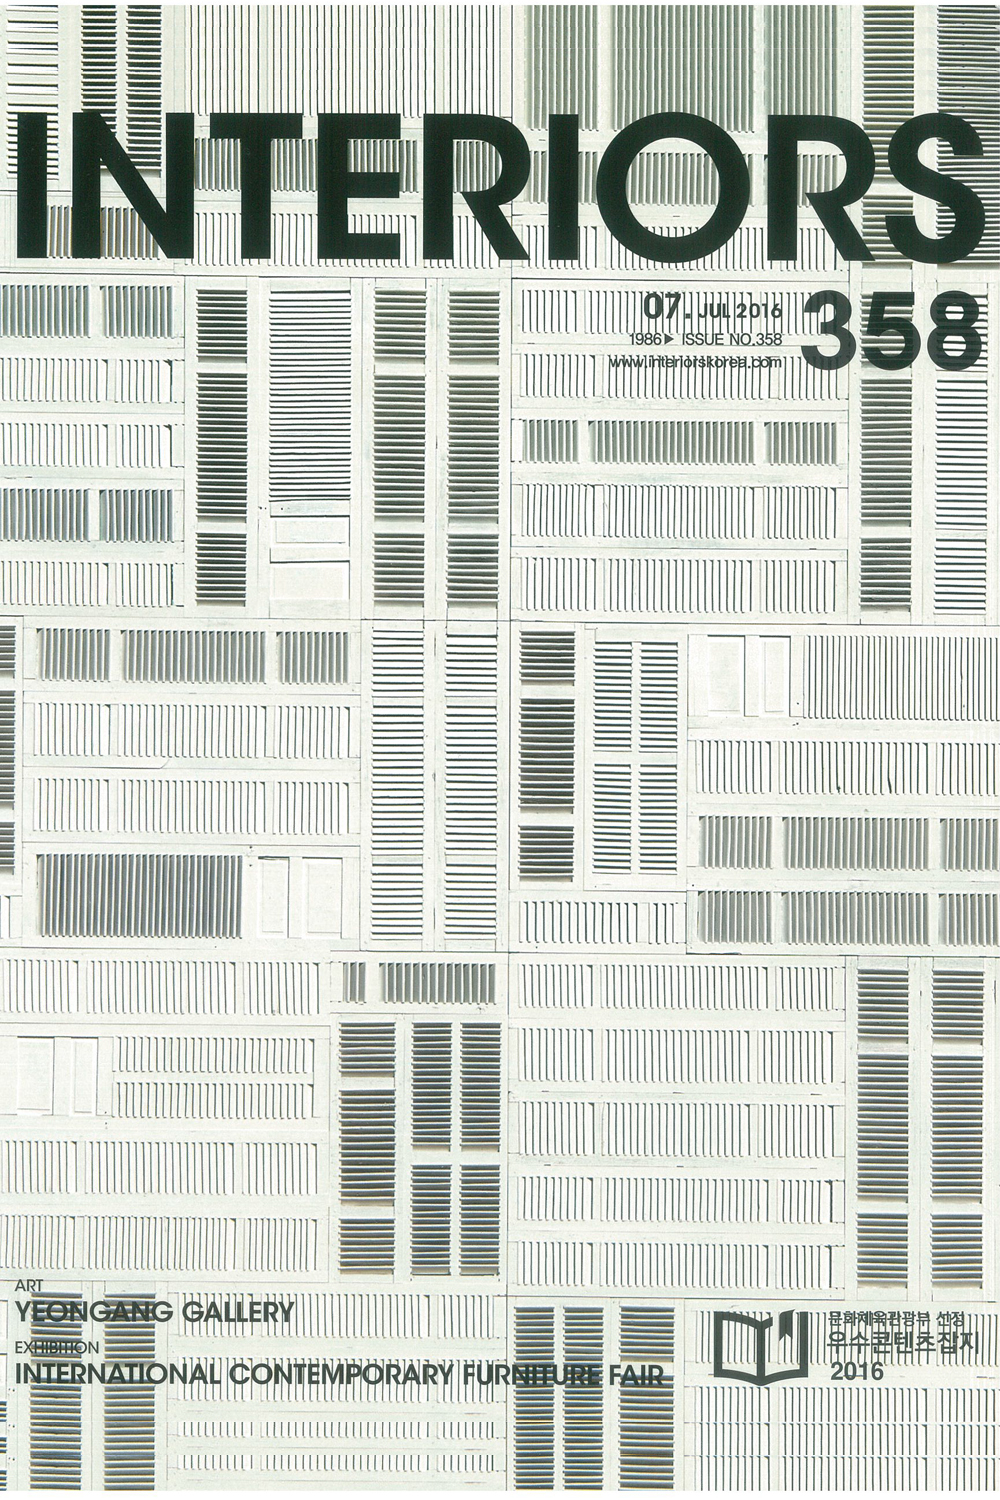 INTERIORS
07. JUL 2016
1986▶ ISSUE NO.358
www.interiorskorea.com
358
ART
YEONGANG GALLERY
EXHIBITION
INTERNATIONAL CONTEMPORARY FURNITURE FAIR
문화체육관광부 선정
우수콘텐츠잡지
2016